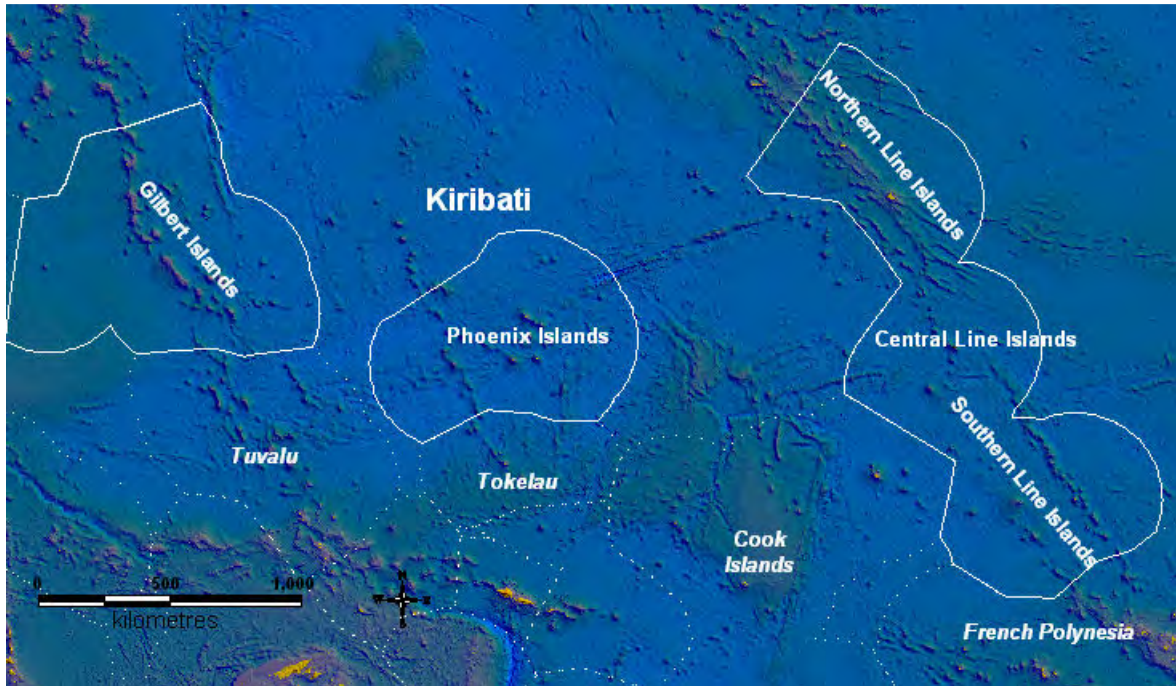 Northern Line Islands
Kiribati
Gilbert Islands
Phoenix Islands
Central Line Islands
Southern Line Islands
Tuvalu
Tokelau
Cook
Islands
0 500 1,000
kilometres
N
S
French Polynesia